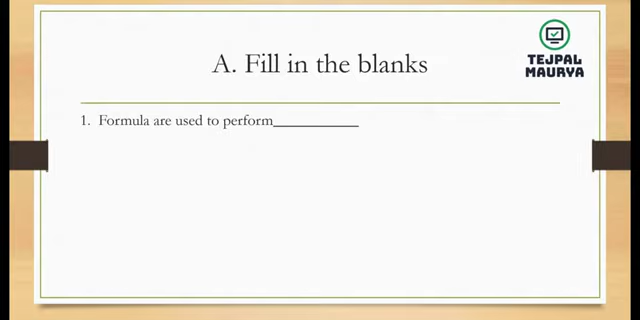 A. Fill in the blanks
TEJPAL
MAURYA
1. Formula are used to perform___________